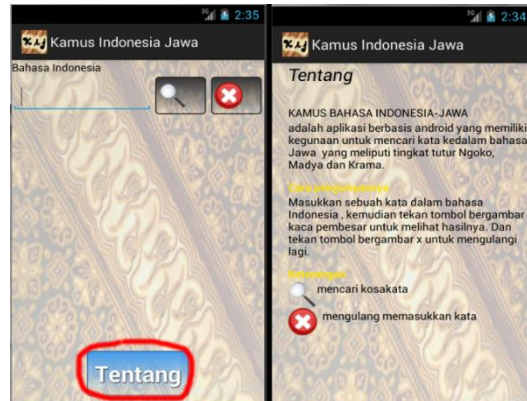 3G 2:35
Kamus Indonesia Jawa
Bahasa Indonesia
Tentang
3G 2:34
Kamus Indonesia Jawa
Tentang
KAMUS BAHASA INDONESIA-JAWA
adalah aplikasi berbasis android yang memiliki
kegunaan untuk mencari kata kedalam bahasa
Jawa yang meliputi tingkat tutur Ngoko,
Madya dan Krama.
Masukkan sebuah kata dalam bahasa
Indonesia , kemudian tekan tombol bergambar
kaca pembesar untuk melihat hasilnya. Dan
tekan tombol bergambar x untuk mengulangi
lagi.
mencari kosakata
mengulang memasukkan kata